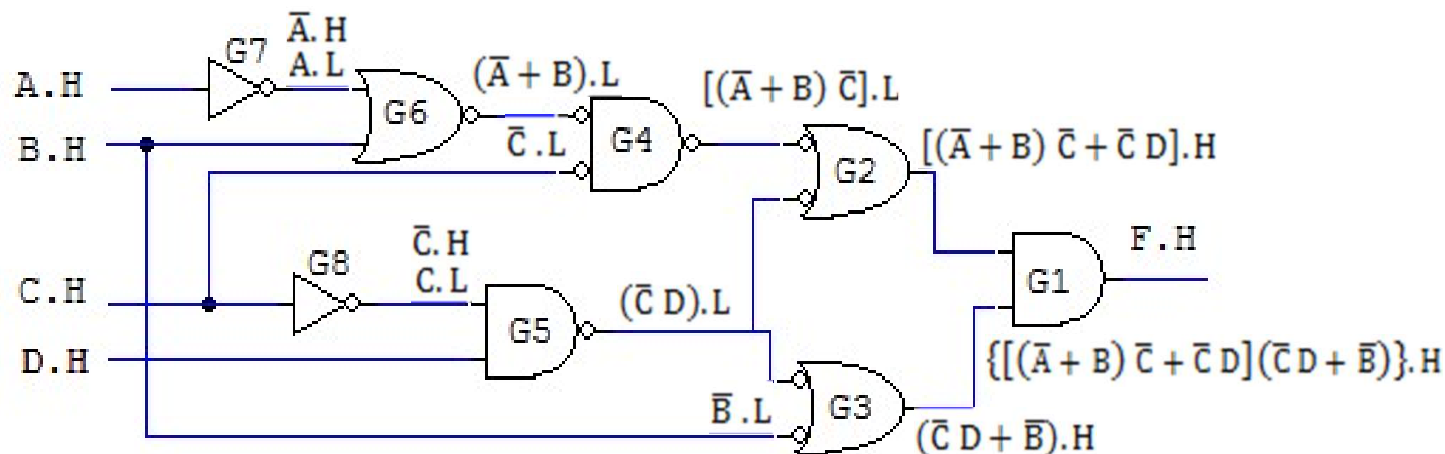 A.H
G7
A̅.H
A.L
B.H
G6
(A̅ + B).L
C̅.L
G4
[(A̅ + B) C̅].L
G2
[(A̅ + B) C̅ + C̅ D].H
C.H
G8
C̅.H
C.L
D.H
G5
(C̅ D).L
B̅.L
G3
(C̅ D + B̅).H
G1
F.H
{[(A̅ + B) C̅ + C̅ D](C̅ D + B̅)}.H